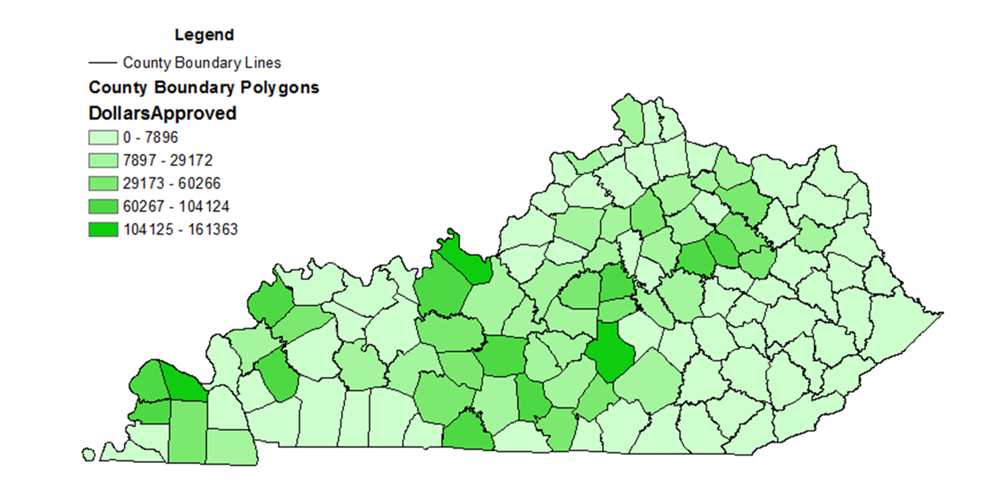 Legend
County Boundary Lines
County Boundary Polygons
DollarsApproved
0 - 7896
7897 - 29172
29173 - 60266
60267 - 104124
104125 - 161363